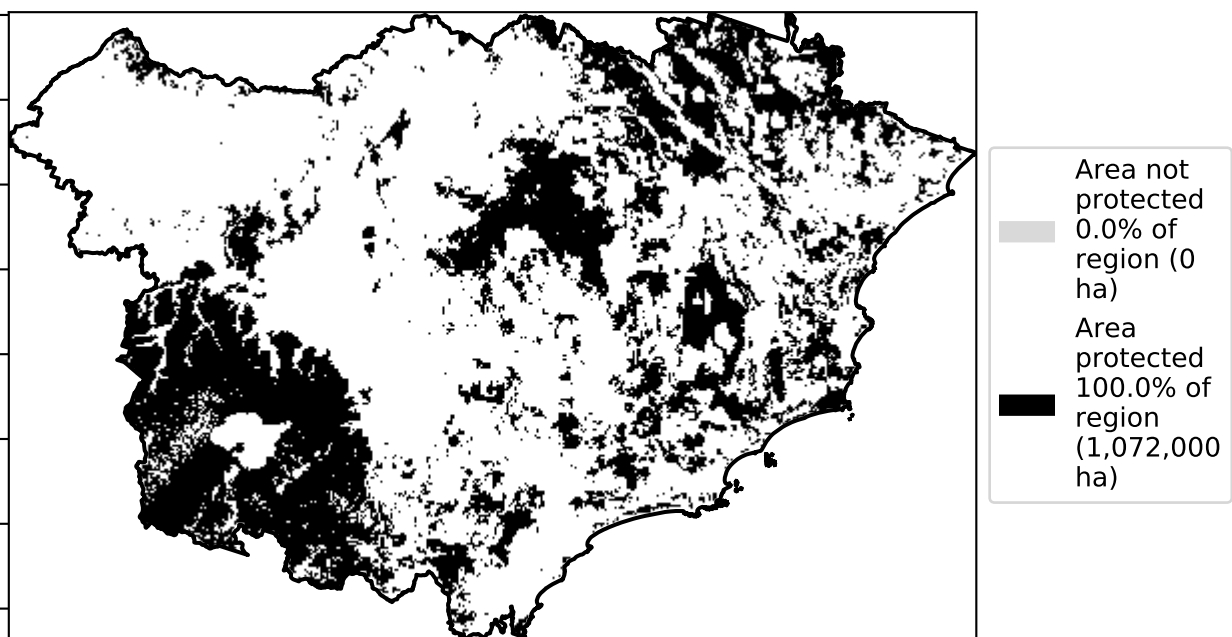 Area not
protected
0.0% of
region (0
ha)
Area
protected
100.0% of
region
(1,072,000
ha)